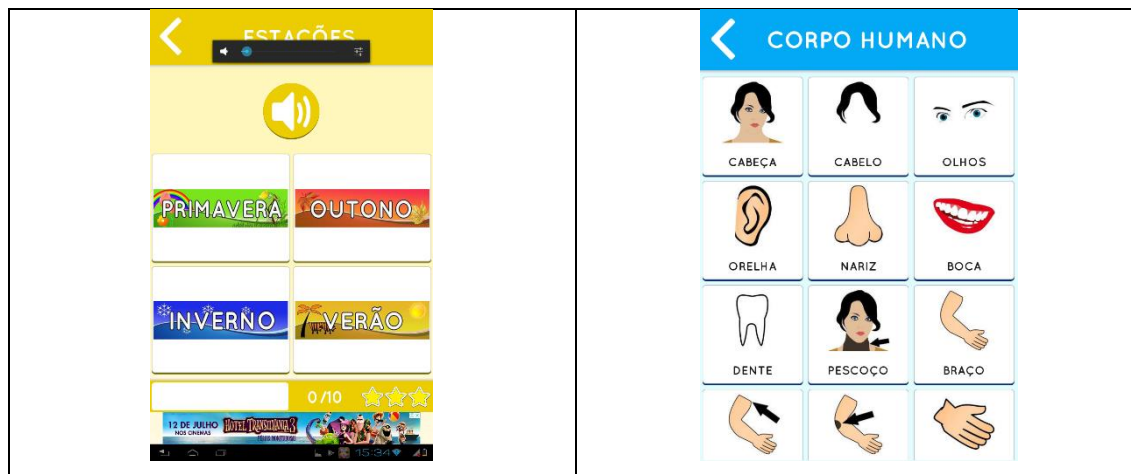 ESTAÇÕES
PRIMAVERA
OUTONO
INVERNO
VERÃO
0/10
12 DE JULHO
NOS CINEMAS
HOTEL TRANSILVÂNIA 3
15:34
CORPO HUMANO
CABEÇA
CABELO
OLHOS
ORELHA
NARIZ
BOCA
DENTE
PESCOÇO
BRAÇO